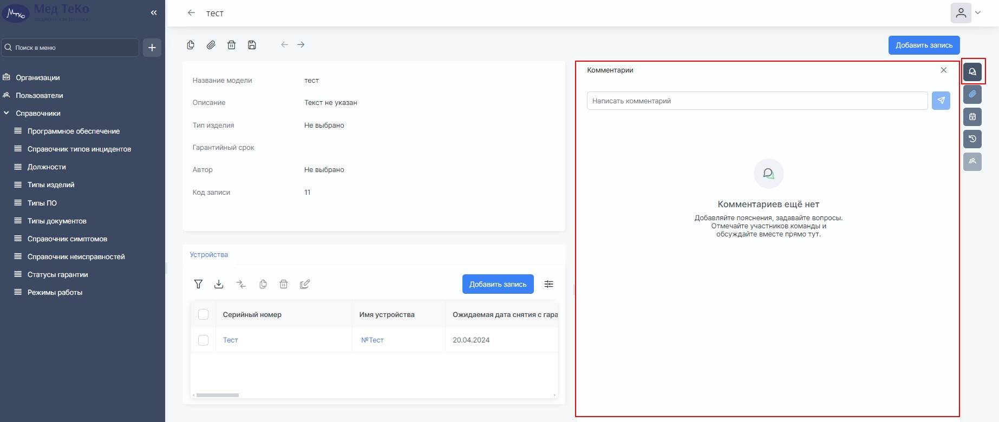 Мед ТеКо
медицинская техника
тест
Поиск в меню
Добавить запись
Организации
Пользователи
Справочники
Программное обеспечение
Справочник типов инцидентов
Должности
Типы изделий
Типы ПО
Типы документов
Справочник симптомов
Справочник неисправностей
Статусы гарантии
Режимы работы
Название модели тест
Описание Текст не указан
Тип изделия Не выбрано
Гарантийный срок
Автор Не выбрано
Код записи 11
Устройства
Добавить запись
Серийный номер Имя устройства Ожидаемая дата снятия с гара
Тест №Тест 20.04.2024
Комментарии
Написать комментарий
Комментариев ещё нет
Добавляйте пояснения, задавайте вопросы.
Отмечайте участников команды и
обсуждайте вместе прямо тут.